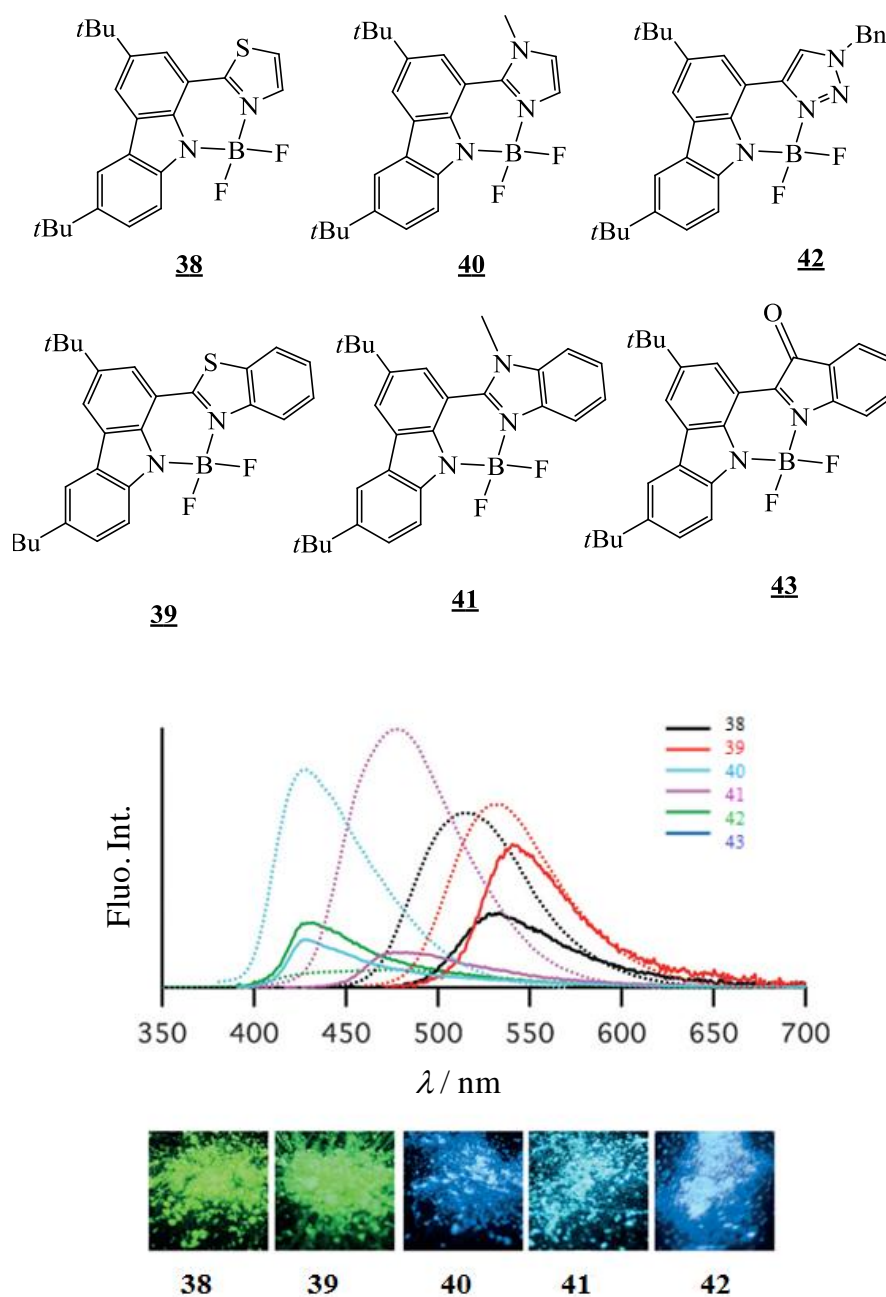 tBu S N N B F F tBu
38
tBu N N N B F F tBu
40
tBu N Bn N N N B F F tBu
42
tBu S N N B F F Bu
39
tBu N N N B F F tBu
41
O tBu N N B F F tBu
43
Fluo. Int.
38
39
40
41
42
43
350 400 450 500 550 600 650 700
λ / nm
38 39 40 41 42